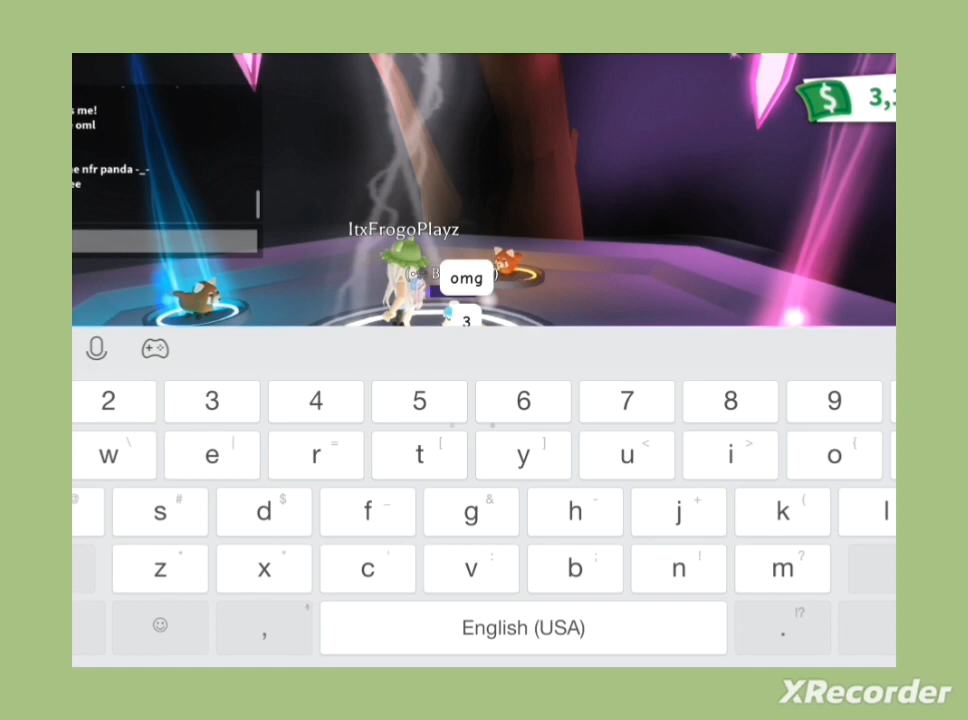 s me!
oml
3,
e nfr panda -_-
ee
ItxFrogoPlayz
omg
3
2 3 4 5 6 7 8 9
w \ e | r = t [ y ] u < i > o {
@ s # d $ f _ g & h - j + k ( l
z x c ' v : b ; n ! m ?
, English (USA) . !?
XRecorder